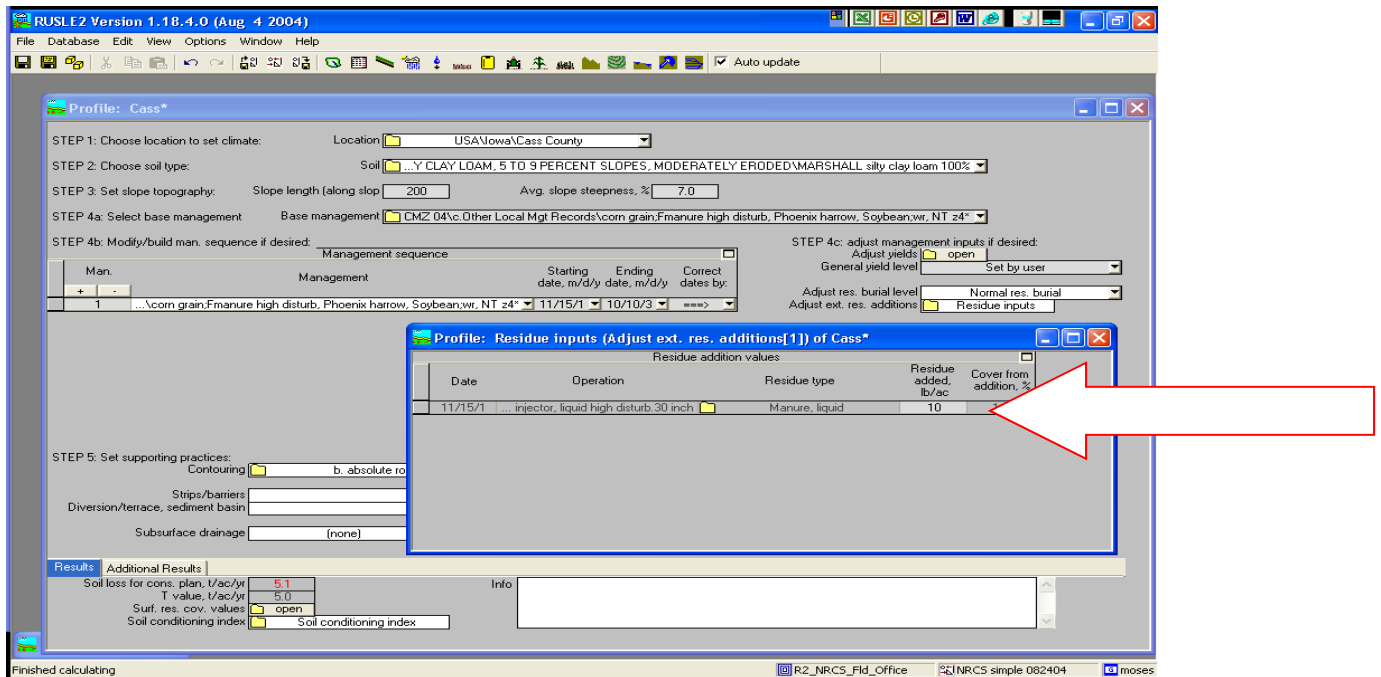 RUSLE2 Version 1.18.4.0 (Aug 4 2004)
File Database Edit View Options Window Help
Auto update
Profile: Cass*
STEP 1: Choose location to set climate: Location USA\Iowa\Cass County
STEP 2: Choose soil type: Soil ...Y CLAY LOAM, 5 TO 9 PERCENT SLOPES, MODERATELY ERODED\MARSHALL silty clay loam 100%
STEP 3: Set slope topography: Slope length (along slop 200 Avg. slope steepness, % 7.0
STEP 4a: Select base management Base management CMZ 04\c.Other Local Mgt Records\corn grain;Fmanure high disturb, Phoenix harrow, Soybean;wr, NT z4*
STEP 4b: Modify/build man. sequence if desired:
Management sequence
Man. Management Starting date, m/d/y Ending date, m/d/y Correct dates by:
+ -
1 ...\corn grain;Fmanure high disturb, Phoenix harrow, Soybean;wr, NT z4* 11/15/1 10/10/3 ===>
STEP 4c: adjust management inputs if desired:
Adjust yields open
General yield level Set by user
Adjust res. burial level Normal res. burial
Adjust ext. res. additions Residue inputs
Profile: Residue inputs (Adjust ext. res. additions[1]) of Cass*
Residue addition values
Date Operation Residue type Residue added, lb/ac Cover from addition, %
11/15/1 ... injector, liquid high disturb.30 inch Manure, liquid 10
STEP 5: Set supporting practices:
Contouring b. absolute ro
Strips/barriers
Diversion/terrace, sediment basin
Subsurface drainage (none)
Results Additional Results
Soil loss for cons. plan, t/ac/yr 5.1
T value, t/ac/yr 5.0
Surf. res. cov. values open
Soil conditioning index Soil conditioning index
Info
Finished calculating R2_NRCS_Fld_Office NRCS simple 082404 moses